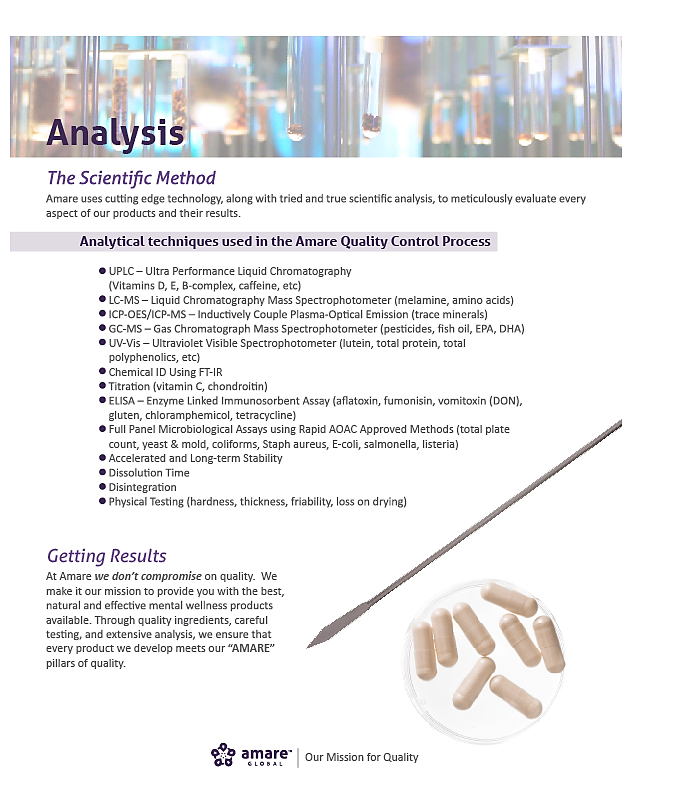 Analysis
The Scientific Method
Amare uses cutting edge technology, along with tried and true scientific analysis, to meticulously evaluate every
aspect of our products and their results.
Analytical techniques used in the Amare Quality Control Process
● UPLC – Ultra Performance Liquid Chromatography
(Vitamins D, E, B-complex, caffeine, etc)
● LC-MS – Liquid Chromatography Mass Spectrophotometer (melamine, amino acids)
● ICP-OES/ICP-MS – Inductively Couple Plasma-Optical Emission (trace minerals)
● GC-MS – Gas Chromatograph Mass Spectrophotometer (pesticides, fish oil, EPA, DHA)
● UV-Vis – Ultraviolet Visible Spectrophotometer (lutein, total protein, total
polyphenolics, etc)
● Chemical ID Using FT-IR
● Titration (vitamin C, chondroitin)
● ELISA – Enzyme Linked Immunosorbent Assay (aflatoxin, fumonisin, vomitoxin (DON),
gluten, chloramphemicol, tetracycline)
● Full Panel Microbiological Assays using Rapid AOAC Approved Methods (total plate
count, yeast & mold, coliforms, Staph aureus, E-coli, salmonella, listeria)
● Accelerated and Long-term Stability
● Dissolution Time
● Disintegration
● Physical Testing (hardness, thickness, friability, loss on drying)
Getting Results
At Amare we don't compromise on quality. We
make it our mission to provide you with the best,
natural and effective mental wellness products
available. Through quality ingredients, careful
testing, and extensive analysis, we ensure that
every product we develop meets our “AMARE”
pillars of quality.
amare™
GLOBAL
Our Mission for Quality